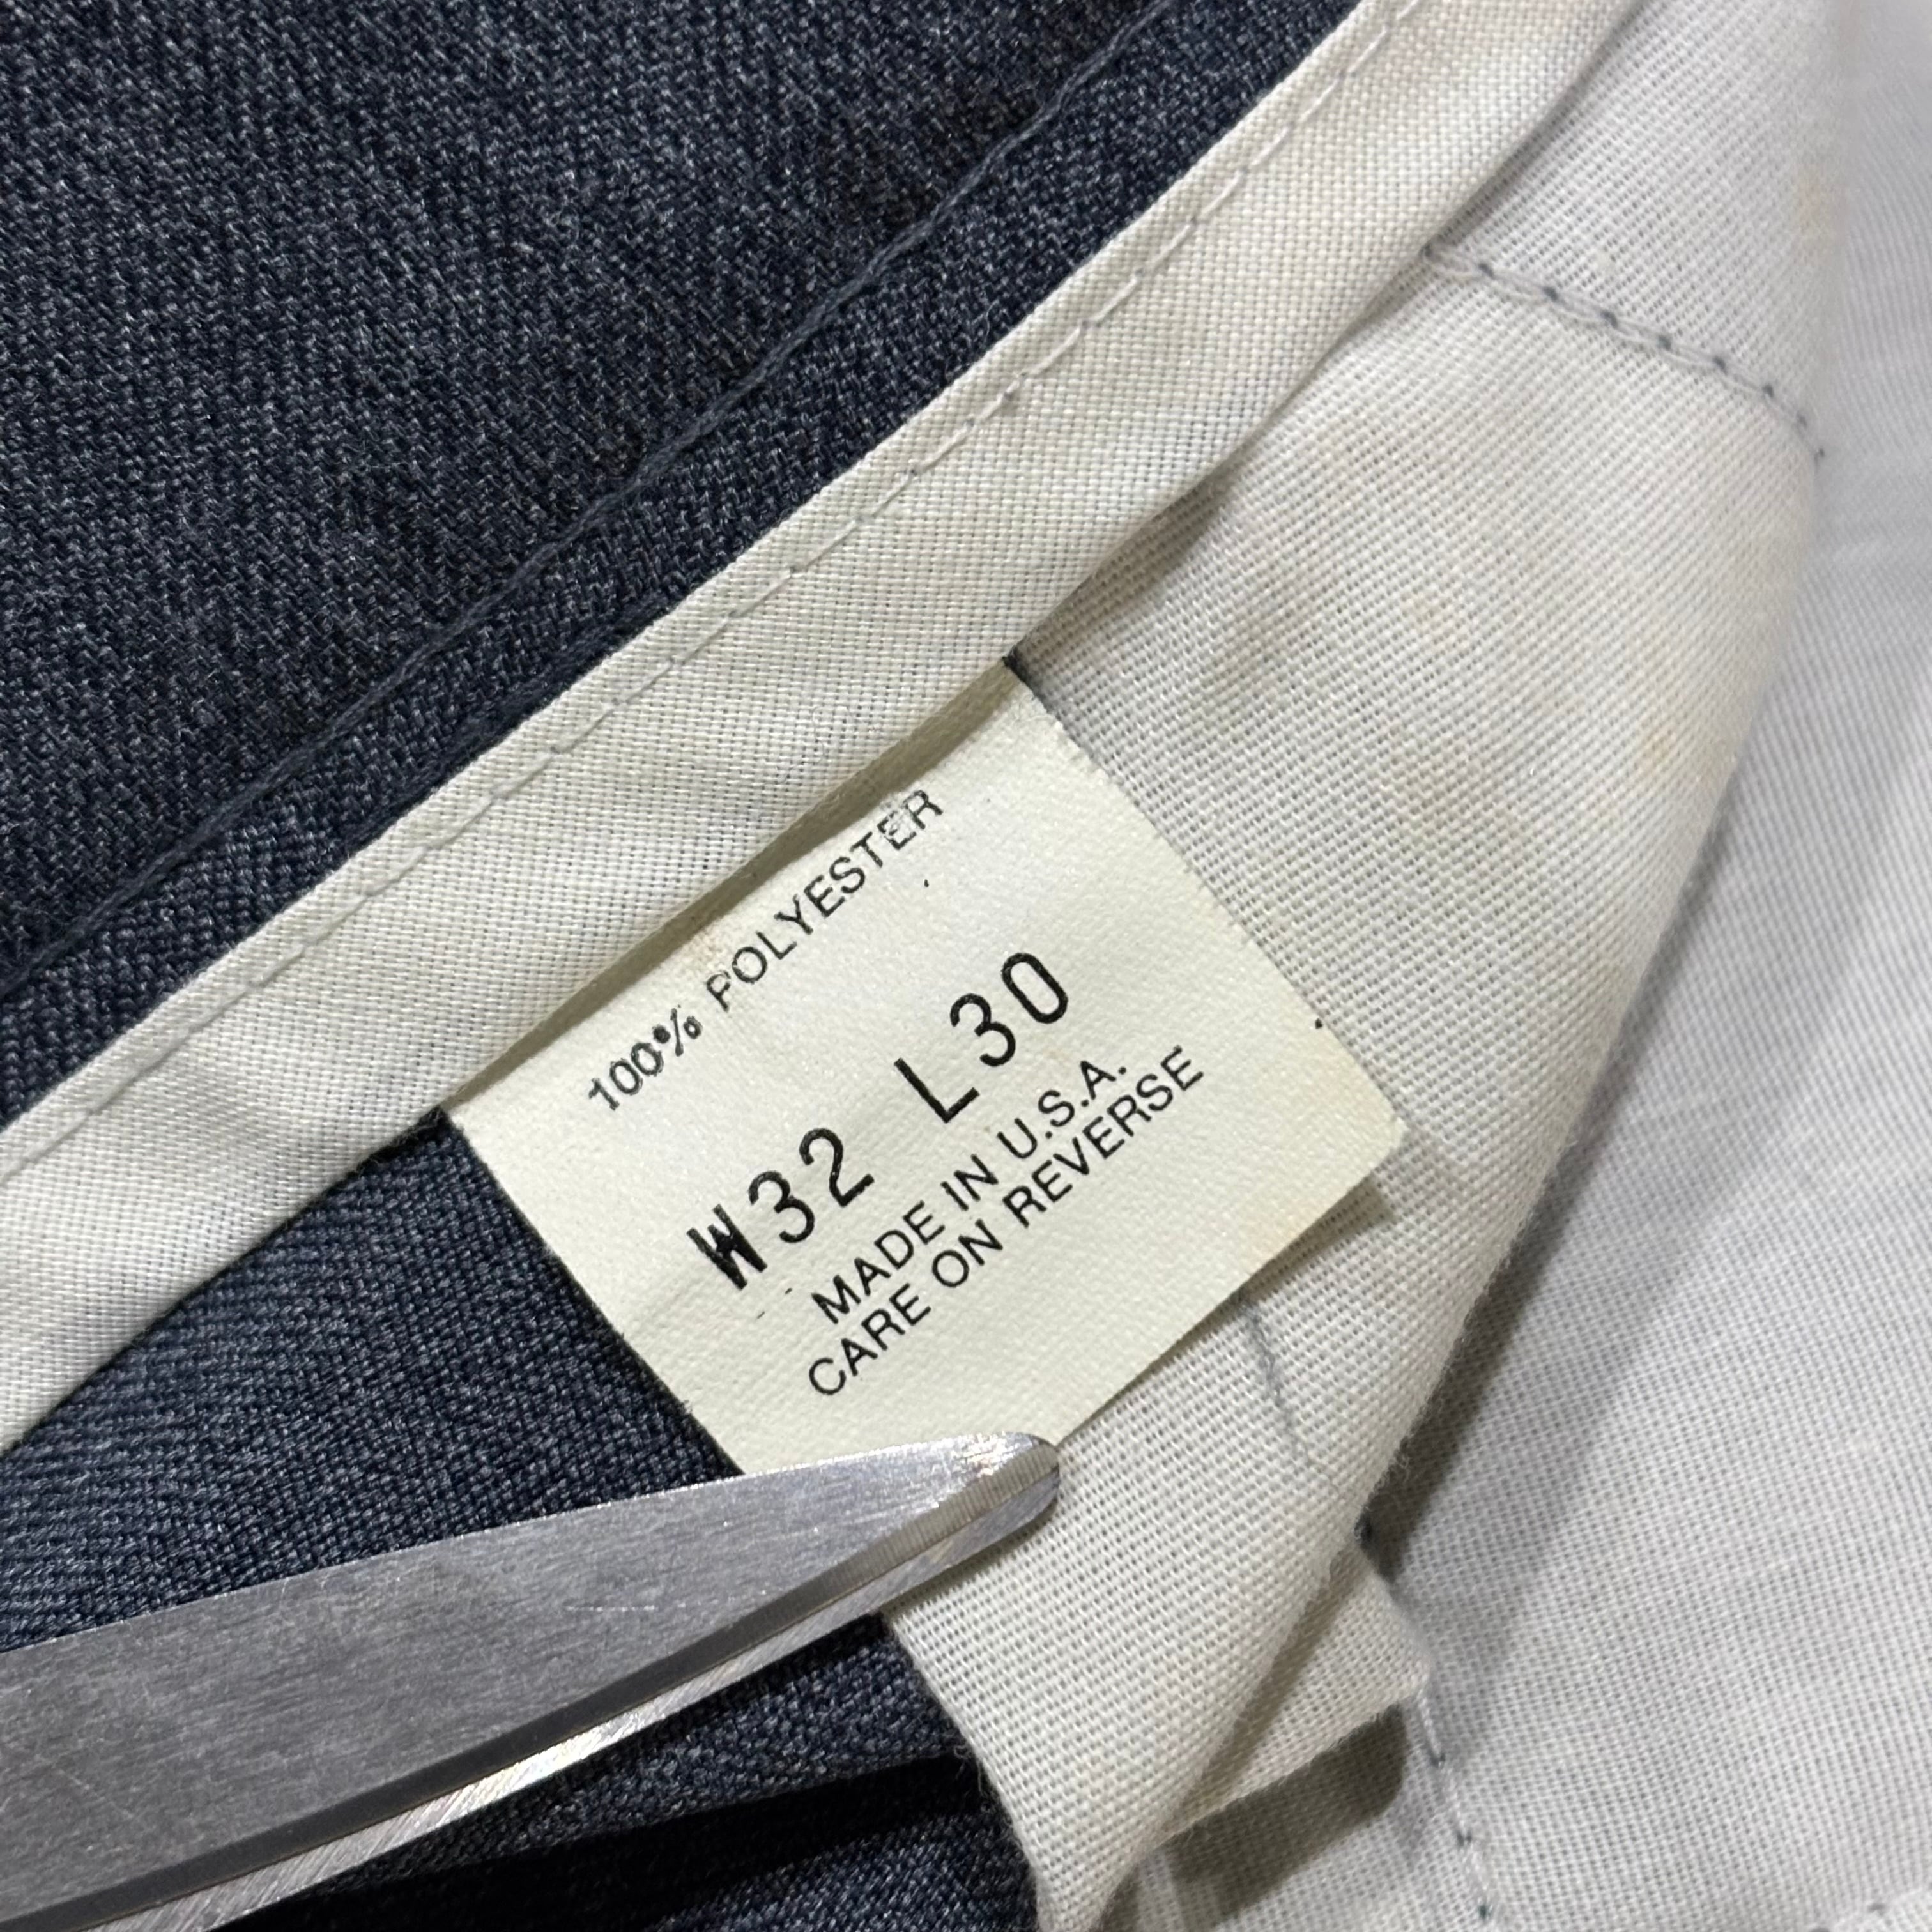 100% POLYESTER
W32 L30
MADE IN U.S.A.
CARE ON REVERSE